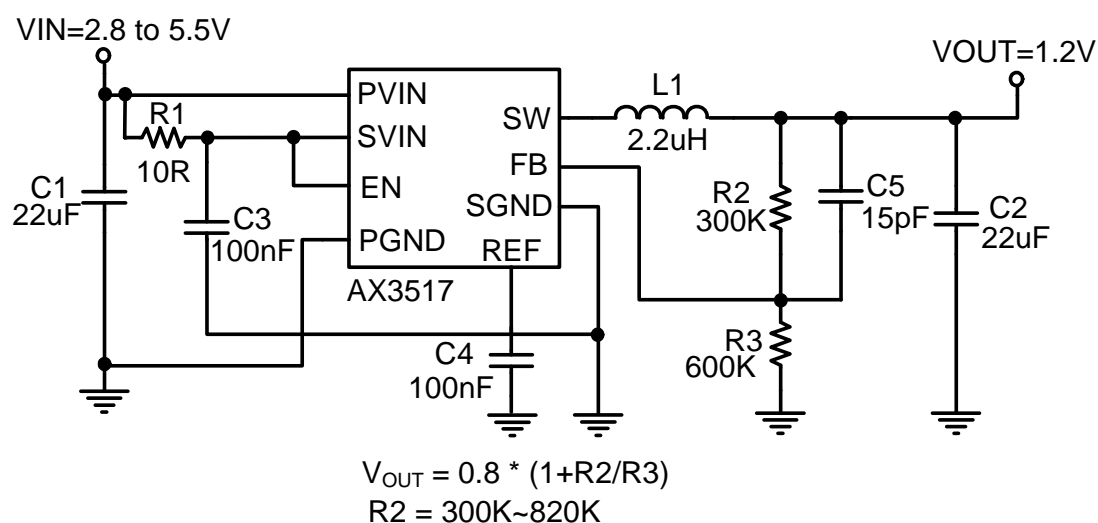 VIN=2.8 to 5.5V
VOUT=1.2V
PVIN
R1
10R
SVIN
EN
PGND
SW
FB
SGND
REF
AX3517
L1
2.2uH
C1
22uF
C3
100nF
C4
100nF
R2
300K
C5
15pF
C2
22uF
R3
600K
VOUT = 0.8 * (1+R2/R3)
R2 = 300K~820K